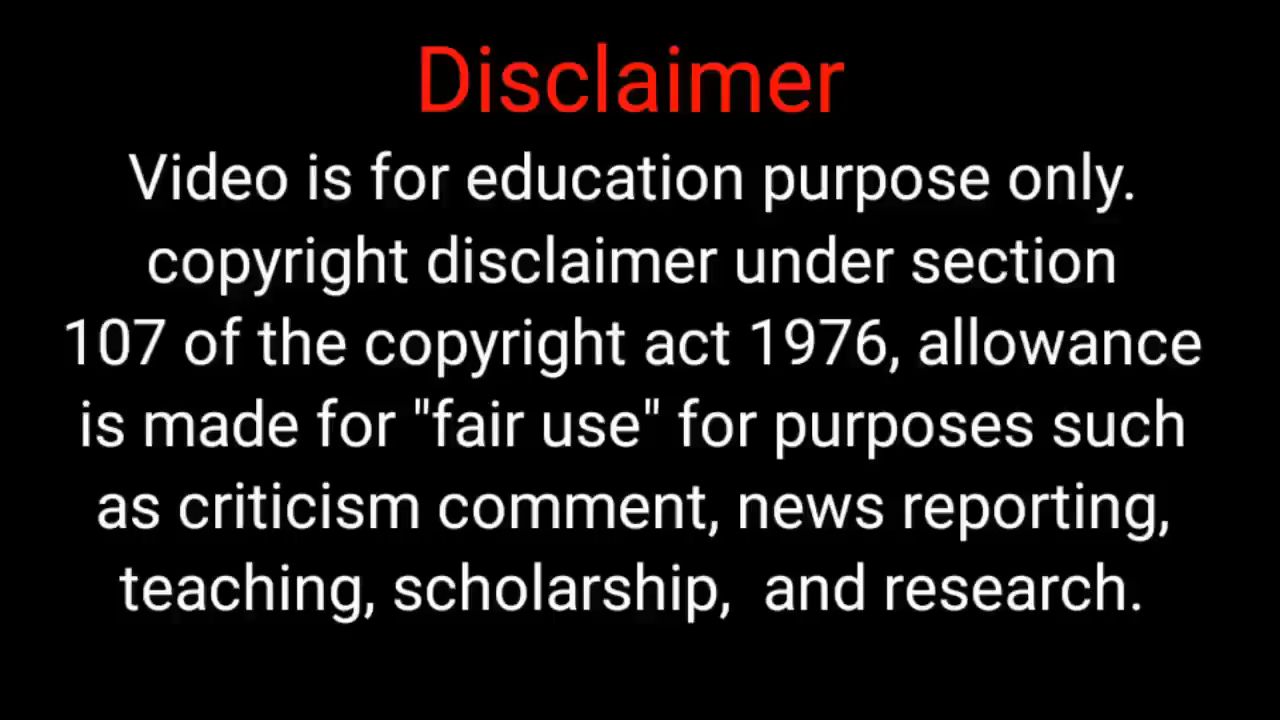 Disclaimer
Video is for education purpose only.
copyright disclaimer under section
107 of the copyright act 1976, allowance
is made for "fair use" for purposes such
as criticism comment, news reporting,
teaching, scholarship,  and research.